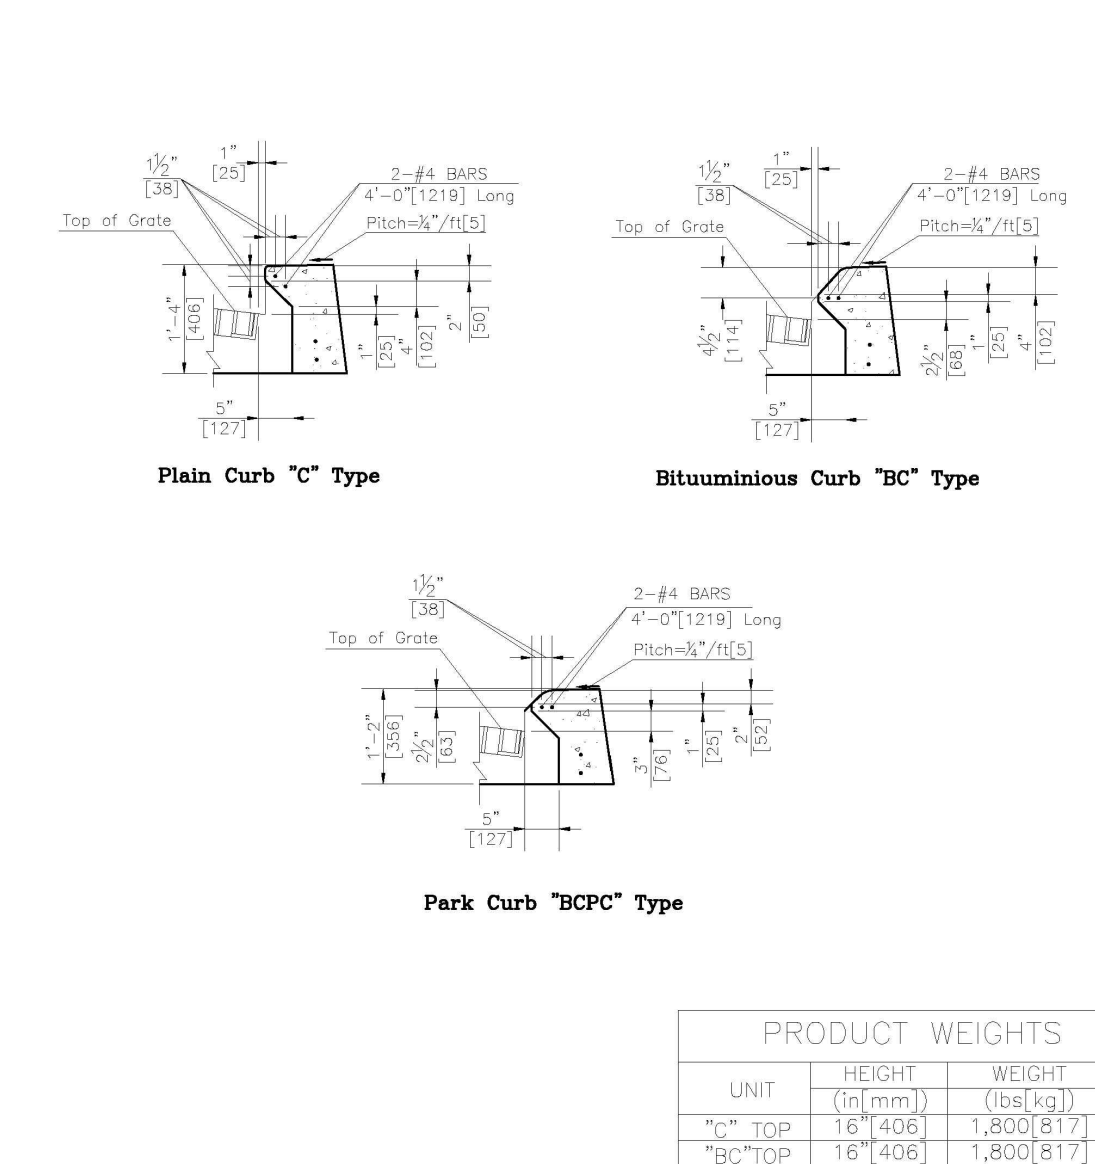 1½" [38]
1" [25]
2-#4 BARS
4'-0"[1219] Long
Top of Grate
Pitch=¼"/ft[5]
1'-4" [406]
1" [25]
4" [102]
2" [50]
5" [127]
Plain Curb "C" Type
1½" [38]
1" [25]
2-#4 BARS
4'-0"[1219] Long
Top of Grate
Pitch=¼"/ft[5]
4½" [114]
2½" [68]
1" [25]
4" [102]
5" [127]
Bituuminious Curb "BC" Type
1½" [38]
2-#4 BARS
4'-0"[1219] Long
Top of Grate
Pitch=¼"/ft[5]
1'-2" [356]
2½" [63]
3" [76]
1" [25]
2" [52]
5" [127]
Park Curb "BCPC" Type
PRODUCT WEIGHTS
UNIT
HEIGHT
WEIGHT
(in[mm])
(lbs[kg])
"C" TOP 16"[406] 1,800[817]
"BC"TOP 16"[406] 1,800[817]